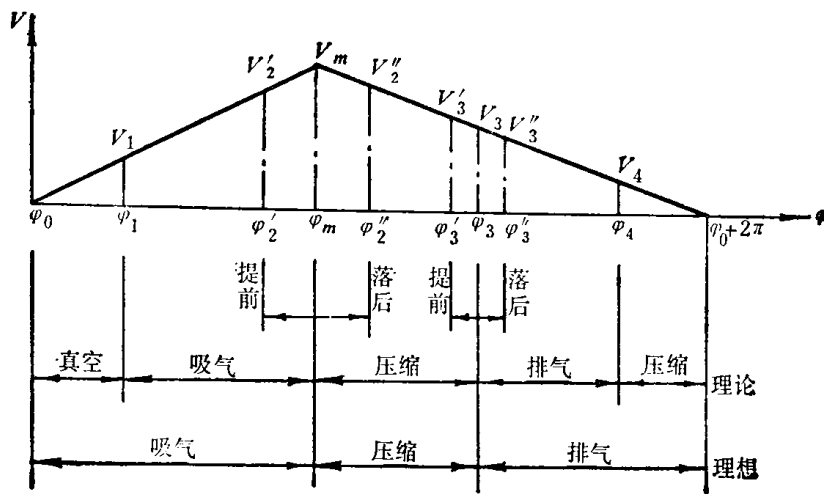 V
V₂′ V_m V₂″
V₃′ V₃ V₃″
V₁
V₄
φ₀ φ₁ φ₂′ φ_m φ₂″ φ₃′ φ₃ φ₃″ φ₄ φ₀+2π φ
提前 落后 提前 落后
真空 吸气 压缩 排气 压缩 理论
吸气 压缩 排气 理想